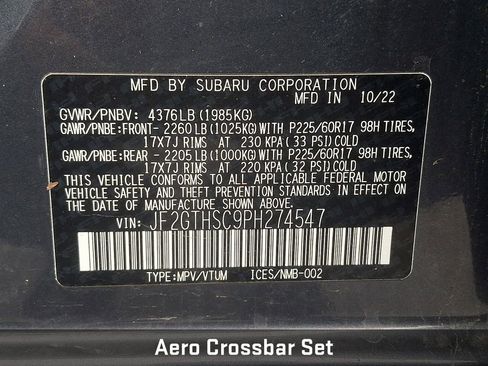 MFD BY SUBARU CORPORATION
MFD IN 10/22
GVWR/PNBV: 4376LB (1985KG)
GAWR/PNBE: FRONT- 2260LB (1025KG) WITH P225/60R17 98H TIRES,
17X7J RIMS AT 230 KPA (33 PSI) COLD
GAWR/PNBE: REAR - 2205LB (1000KG) WITH P225/60R17 98H TIRES,
17X7J RIMS AT 220 KPA (32 PSI) COLD
THIS VEHICLE CONFORMS TO ALL APPLICABLE FEDERAL MOTOR
VEHICLE SAFETY AND THEFT PREVENTION STANDARDS IN EFFECT
ON THE DATE OF MANUFACTURE SHOWN ABOVE.
VIN: JF2GTHSC9PH274547
TYPE:MPV/VTUM ICES/NMB-002
Aero Crossbar Set